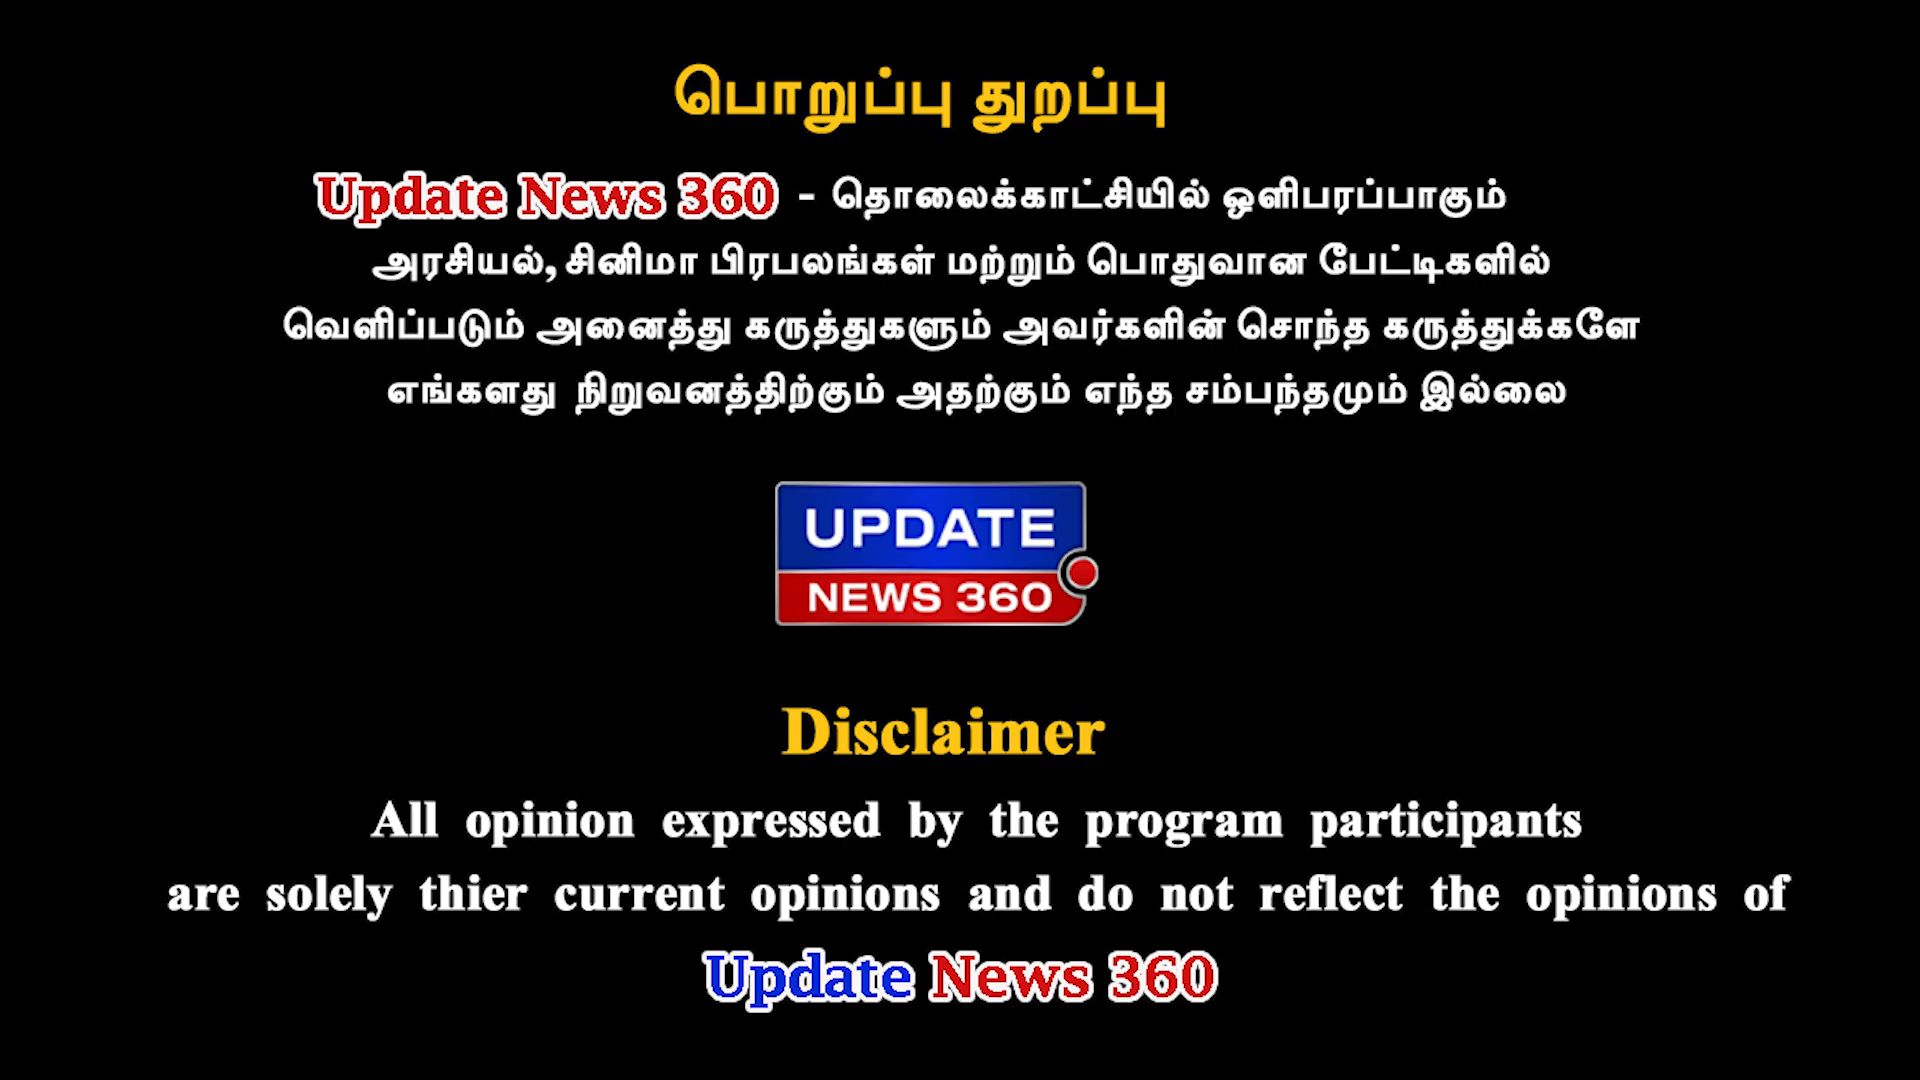 பொறுப்பு துறப்பு
Update News 360 - தொலைக்காட்சியில் ஒளிபரப்பாகும்
அரசியல், சினிமா பிரபலங்கள் மற்றும் பொதுவான பேட்டிகளில்
வெளிப்படும் அனைத்து கருத்துகளும் அவர்களின் சொந்த கருத்துக்களே
எங்களது நிறுவனத்திற்கும் அதற்கும் எந்த சம்பந்தமும் இல்லை
UPDATE
NEWS 360
Disclaimer
All opinion expressed by the program participants
are solely thier current opinions and do not reflect the opinions of
Update News 360